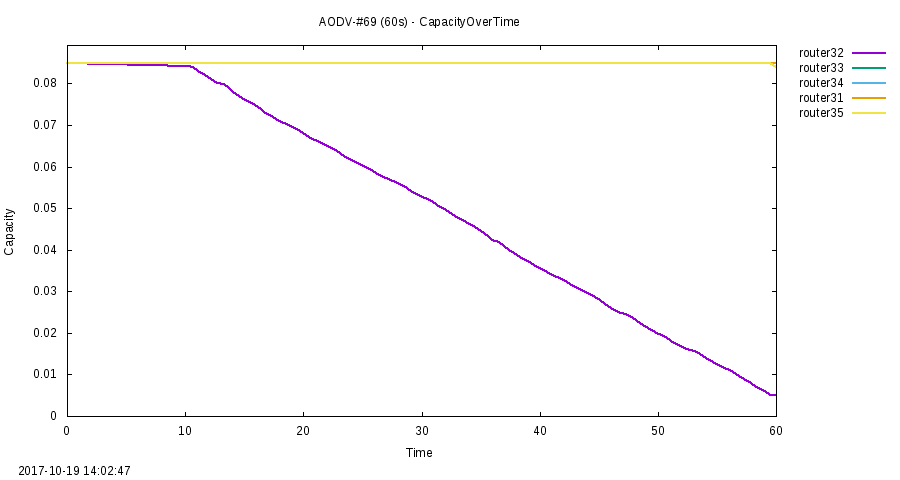 AODV-#69 (60s) - CapacityOverTime
router32
router33
router34
router31
router35
0.08
0.07
0.06
0.05
0.04
0.03
0.02
0.01
0
Capacity
0 10 20 30 40 50 60
Time
2017-10-19 14:02:47